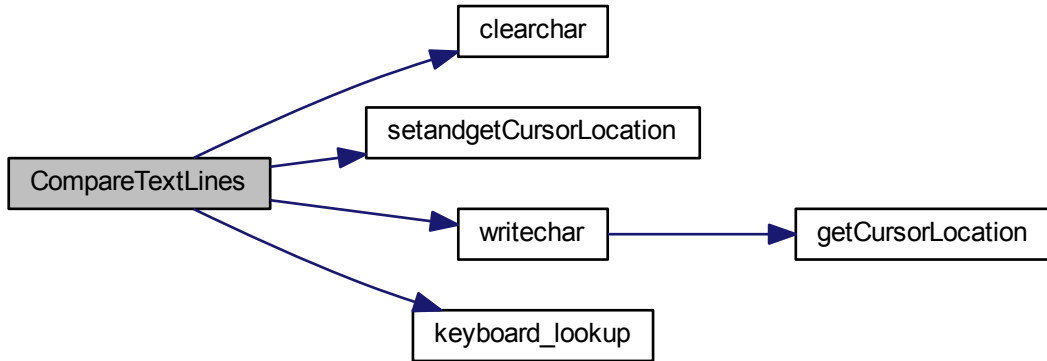 clearchar
setandgetCursorLocation
CompareTextLines
writechar
getCursorLocation
keyboard_lookup